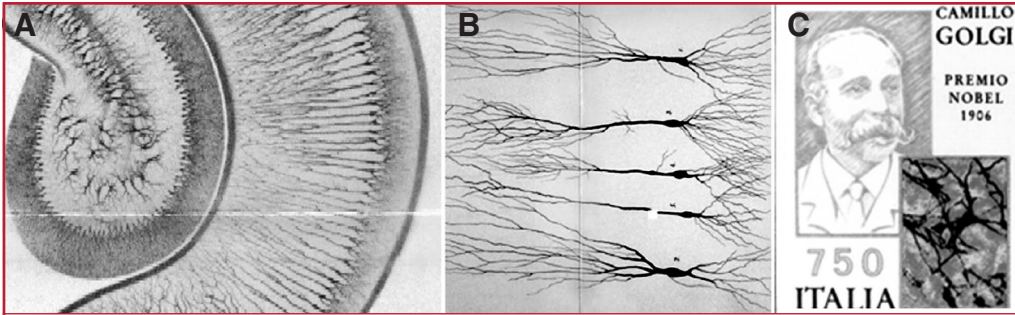 A
B
C
CAMILLO
GOLGI
PREMIO
NOBEL
1906
750
ITALIA